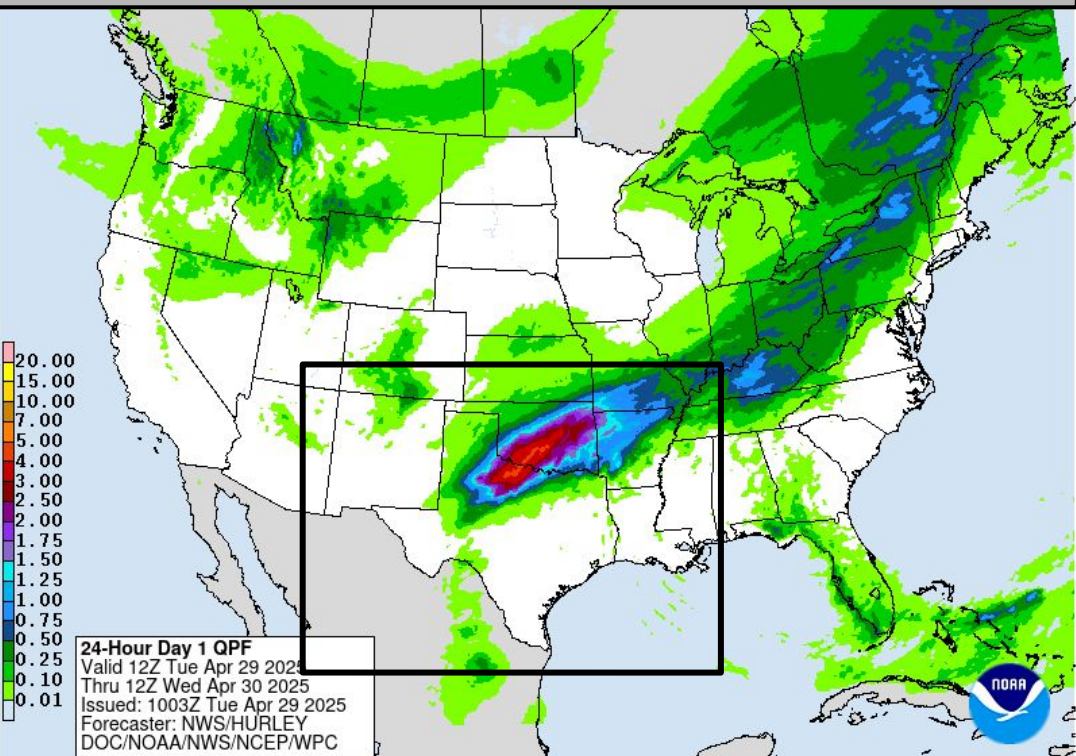 20.00
15.00
10.00
7.00
5.00
4.00
3.00
2.50
2.00
1.75
1.50
1.25
1.00
0.75
0.50
0.25
0.10
0.01
24-Hour Day 1 QPF
Valid 12Z Tue Apr 29 2025
Thru 12Z Wed Apr 30 2025
Issued: 1003Z Tue Apr 29 2025
Forecaster: NWS/HURLEY
DOC/NOAA/NWS/NCEP/WPC
NOAA